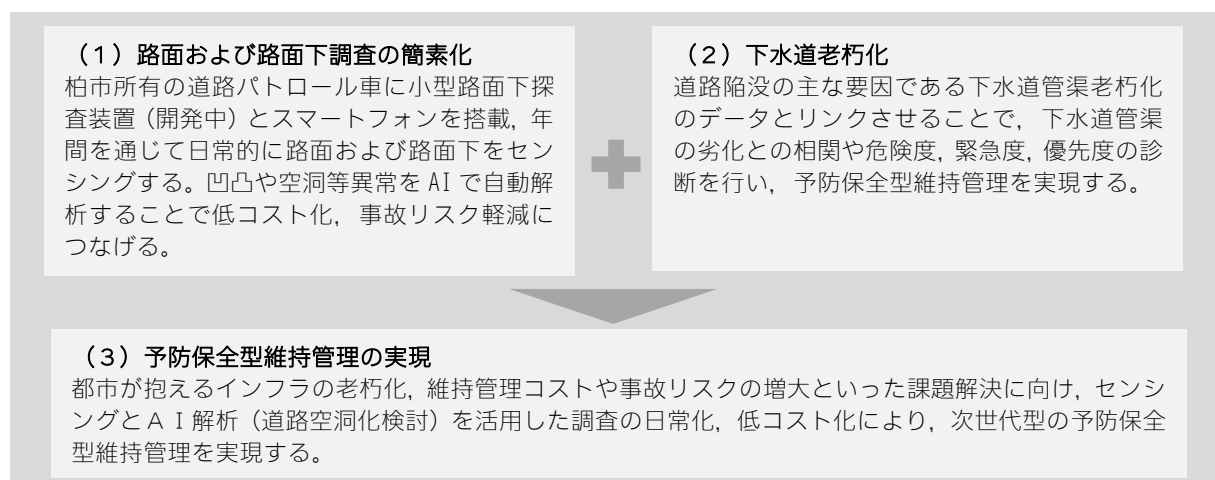 （１）路面および路面下調査の簡素化
柏市所有の道路パトロール車に小型路面下探
査装置（開発中）とスマートフォンを搭載，年
間を通じて日常的に路面および路面下をセン
シングする。凹凸や空洞等異常を AI で自動解
析することで低コスト化，事故リスク軽減に
つなげる。
（２）下水道老朽化
道路陥没の主な要因である下水道管渠老朽化
のデータとリンクさせることで，下水道管渠
の劣化との相関や危険度，緊急度，優先度の診
断を行い，予防保全型維持管理を実現する。
（３）予防保全型維持管理の実現
都市が抱えるインフラの老朽化，維持管理コストや事故リスクの増大といった課題解決に向け，センシ
ングとＡＩ解析（道路空洞化検討）を活用した調査の日常化，低コスト化により，次世代型の予防保全
型維持管理を実現する。